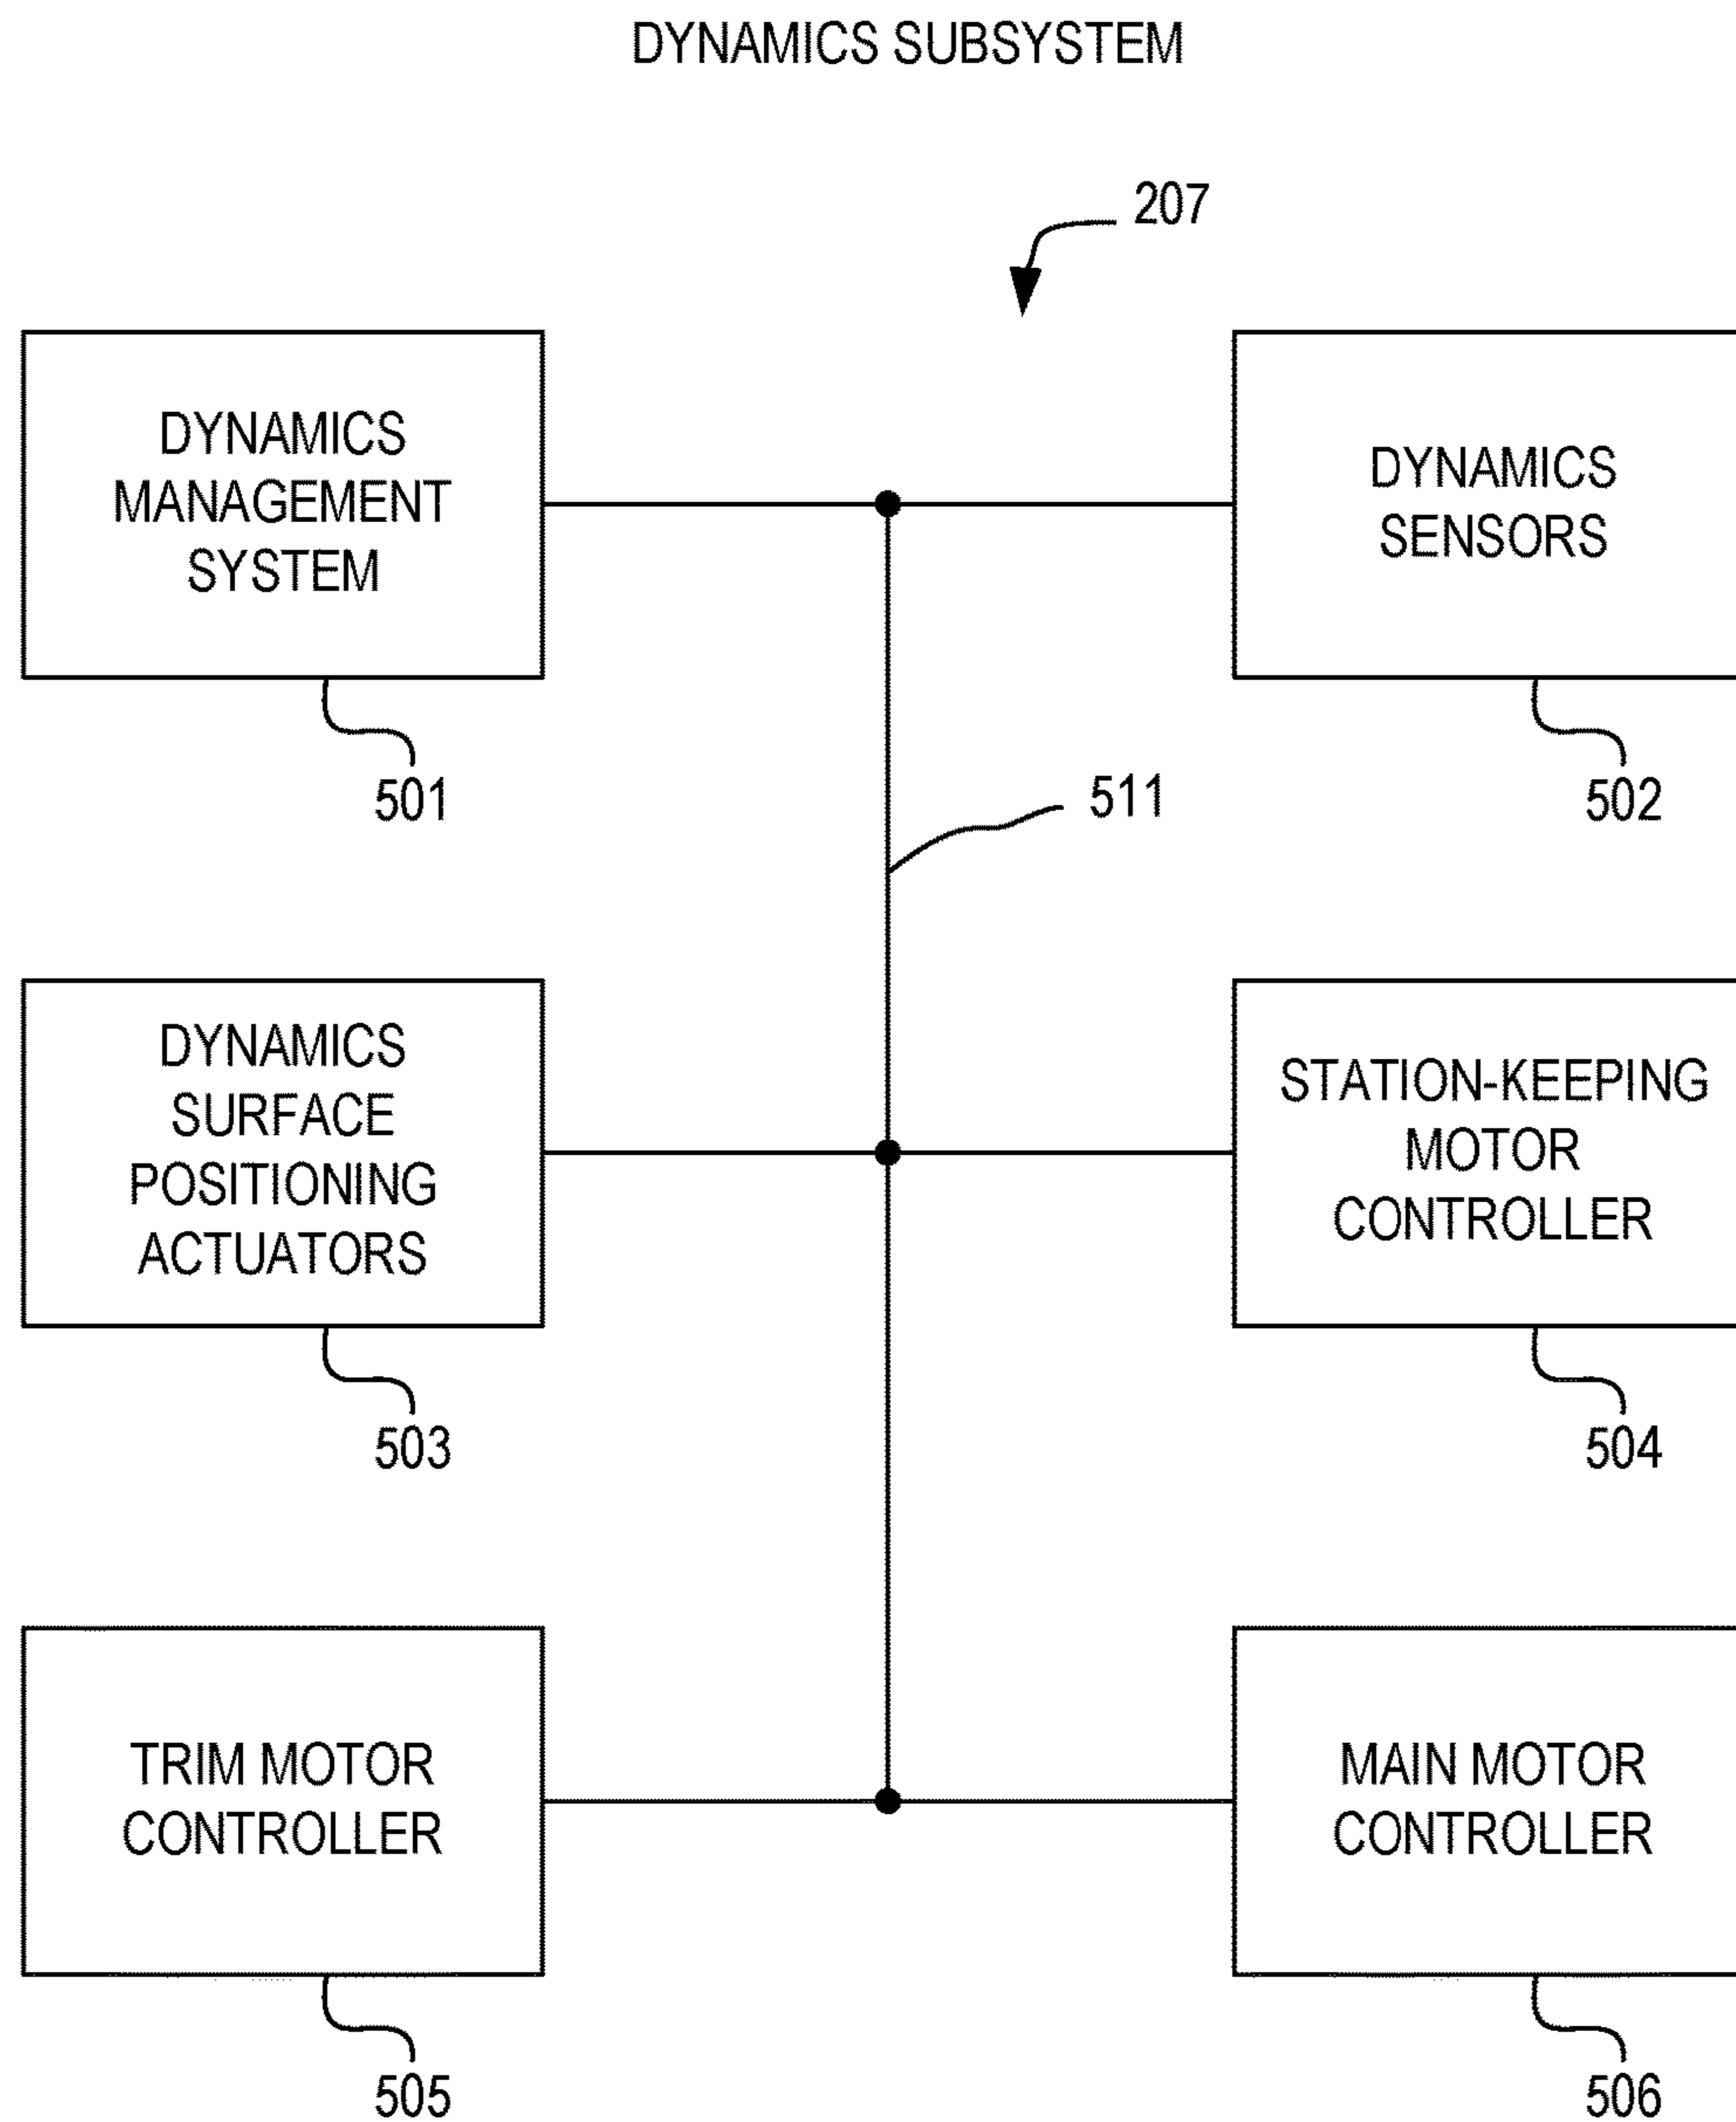 DYNAMICS SUBSYSTEM
207
DYNAMICS
MANAGEMENT
SYSTEM
501
DYNAMICS
SENSORS
502
511
DYNAMICS
SURFACE
POSITIONING
ACTUATORS
503
STATION-KEEPING
MOTOR
CONTROLLER
504
TRIM MOTOR
CONTROLLER
505
MAIN MOTOR
CONTROLLER
506